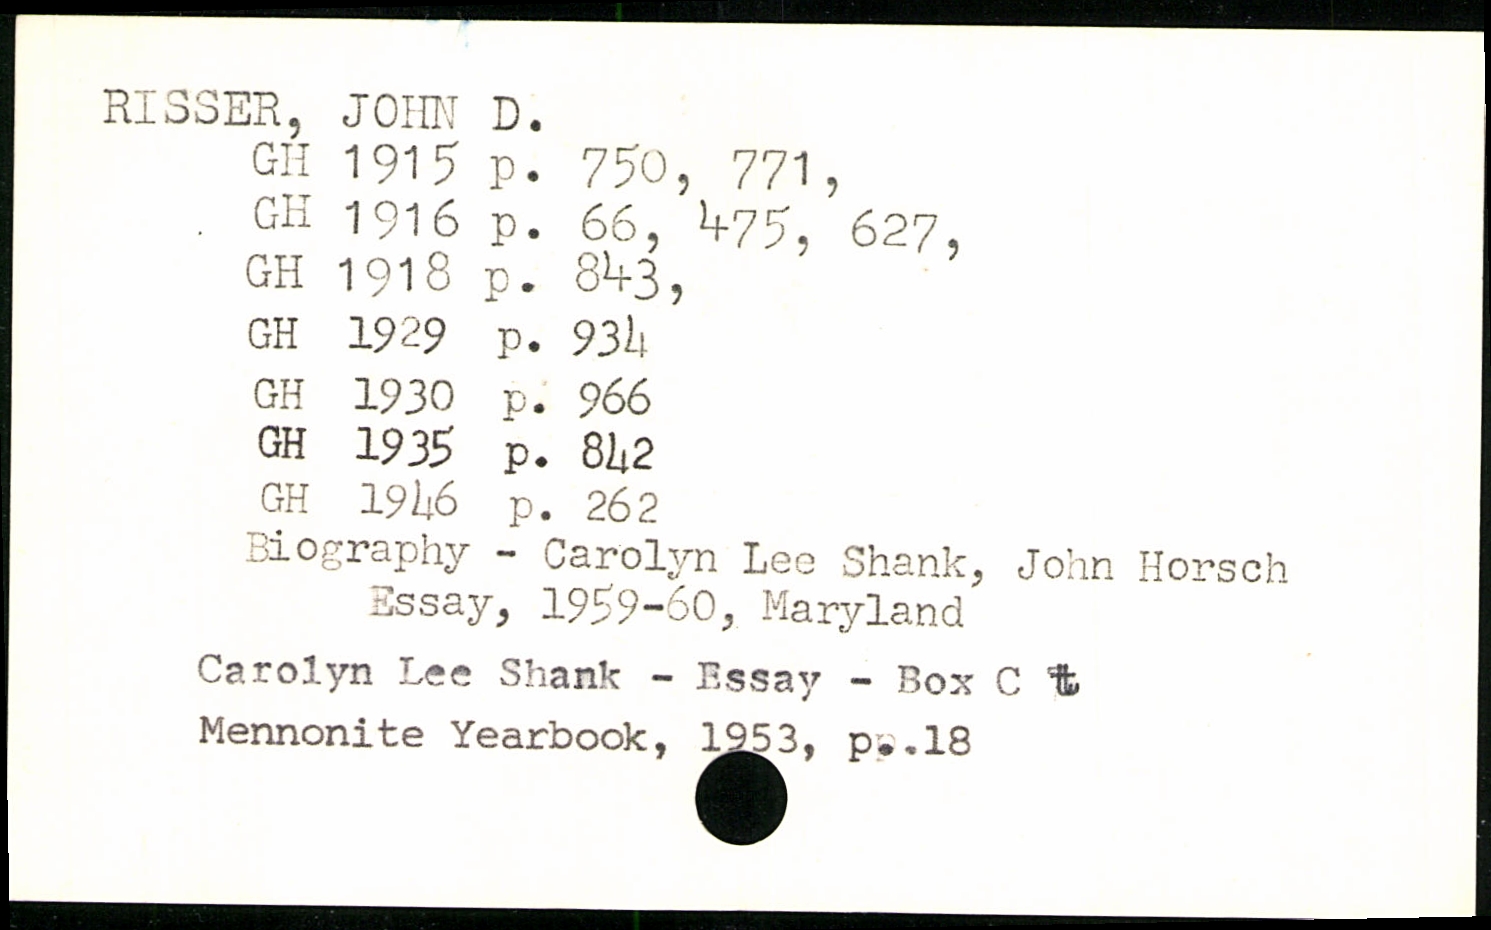 RISSER, JOHN D.
GH 1915 p. 750, 771,
GH 1916 p. 66, 475, 627,
GH 1918 p. 843,
GH 1929 p. 934
GH 1930 p. 966
GH 1935 p. 842
GH 1946 p. 262
Biography - Carolyn Lee Shank, John Horsch
Essay, 1959-60, Maryland
Carolyn Lee Shank - Essay - Box C
Mennonite Yearbook, 1953, p..18